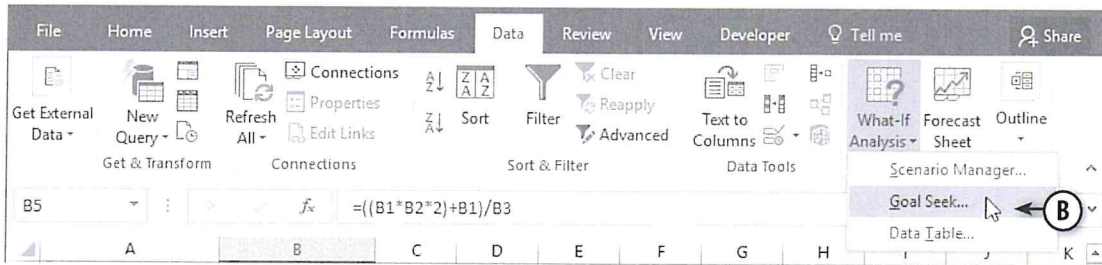 File Home Insert Page Layout Formulas Data Review View Developer Tell me Share
Get External Data
New Query
Get & Transform
Refresh All
Connections
Properties
Edit Links
Connections
A Z
Z A
Z A A Z
Sort
Filter
Clear
Reapply
Advanced
Sort & Filter
Text to Columns
Data Tools
What-If Analysis
Forecast Sheet
Outline
Scenario Manager...
Goal Seek...
Data Table...
B
B5 fx =((B1*B2*2)+B1)/B3
A B C D E F G H I J K